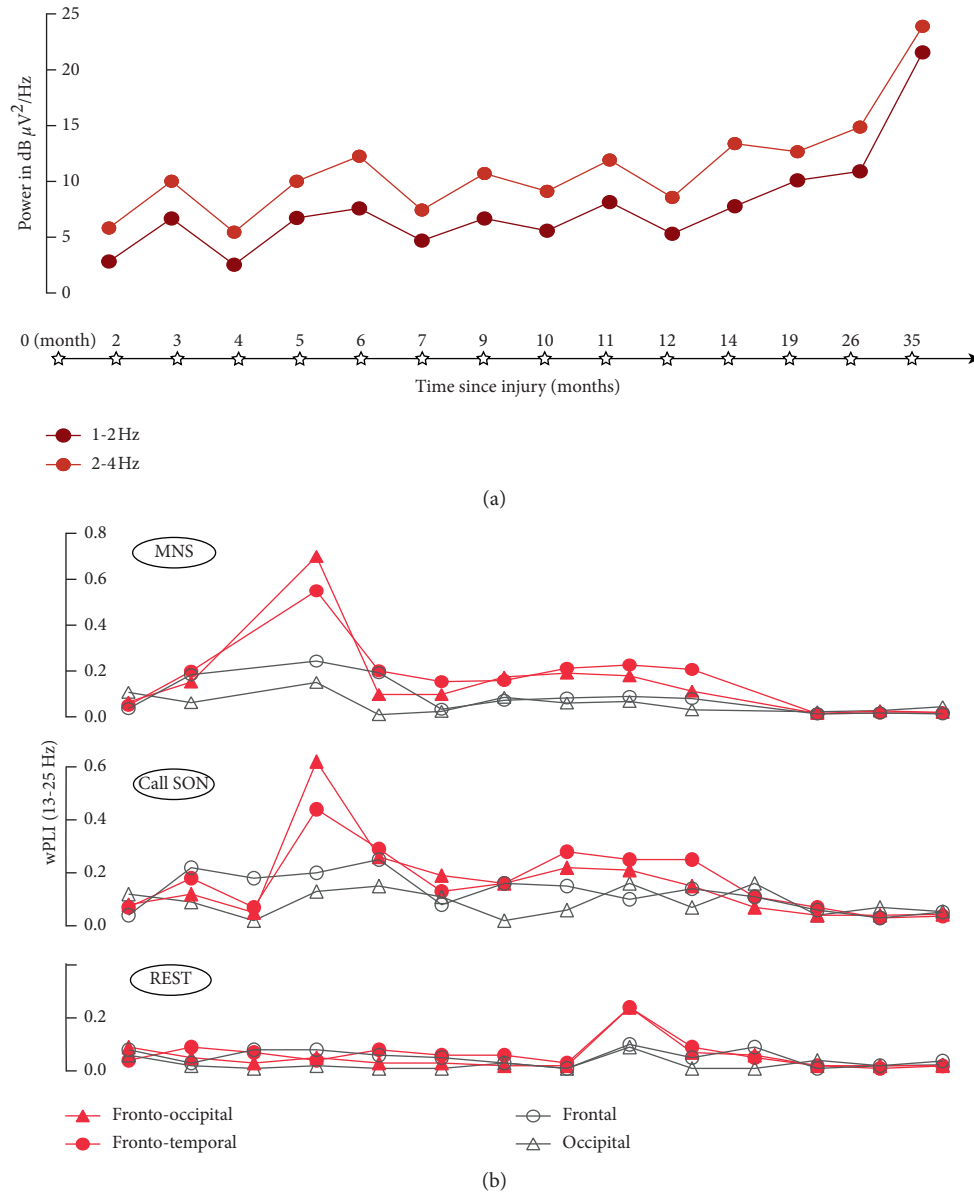 25
20
15
10
5
0
Power in dB μV²/Hz
0 (month) 2 3 4 5 6 7 9 10 11 12 14 19 26 35
Time since injury (months)
1-2 Hz
2-4 Hz
(a)
0.8
MNS
0.6
0.4
0.2
0.0
0.6
Call SON
0.4
0.2
0.0
wPLI (13-25 Hz)
REST
0.2
0.0
Fronto-occipital Frontal
Fronto-temporal Occipital
(b)